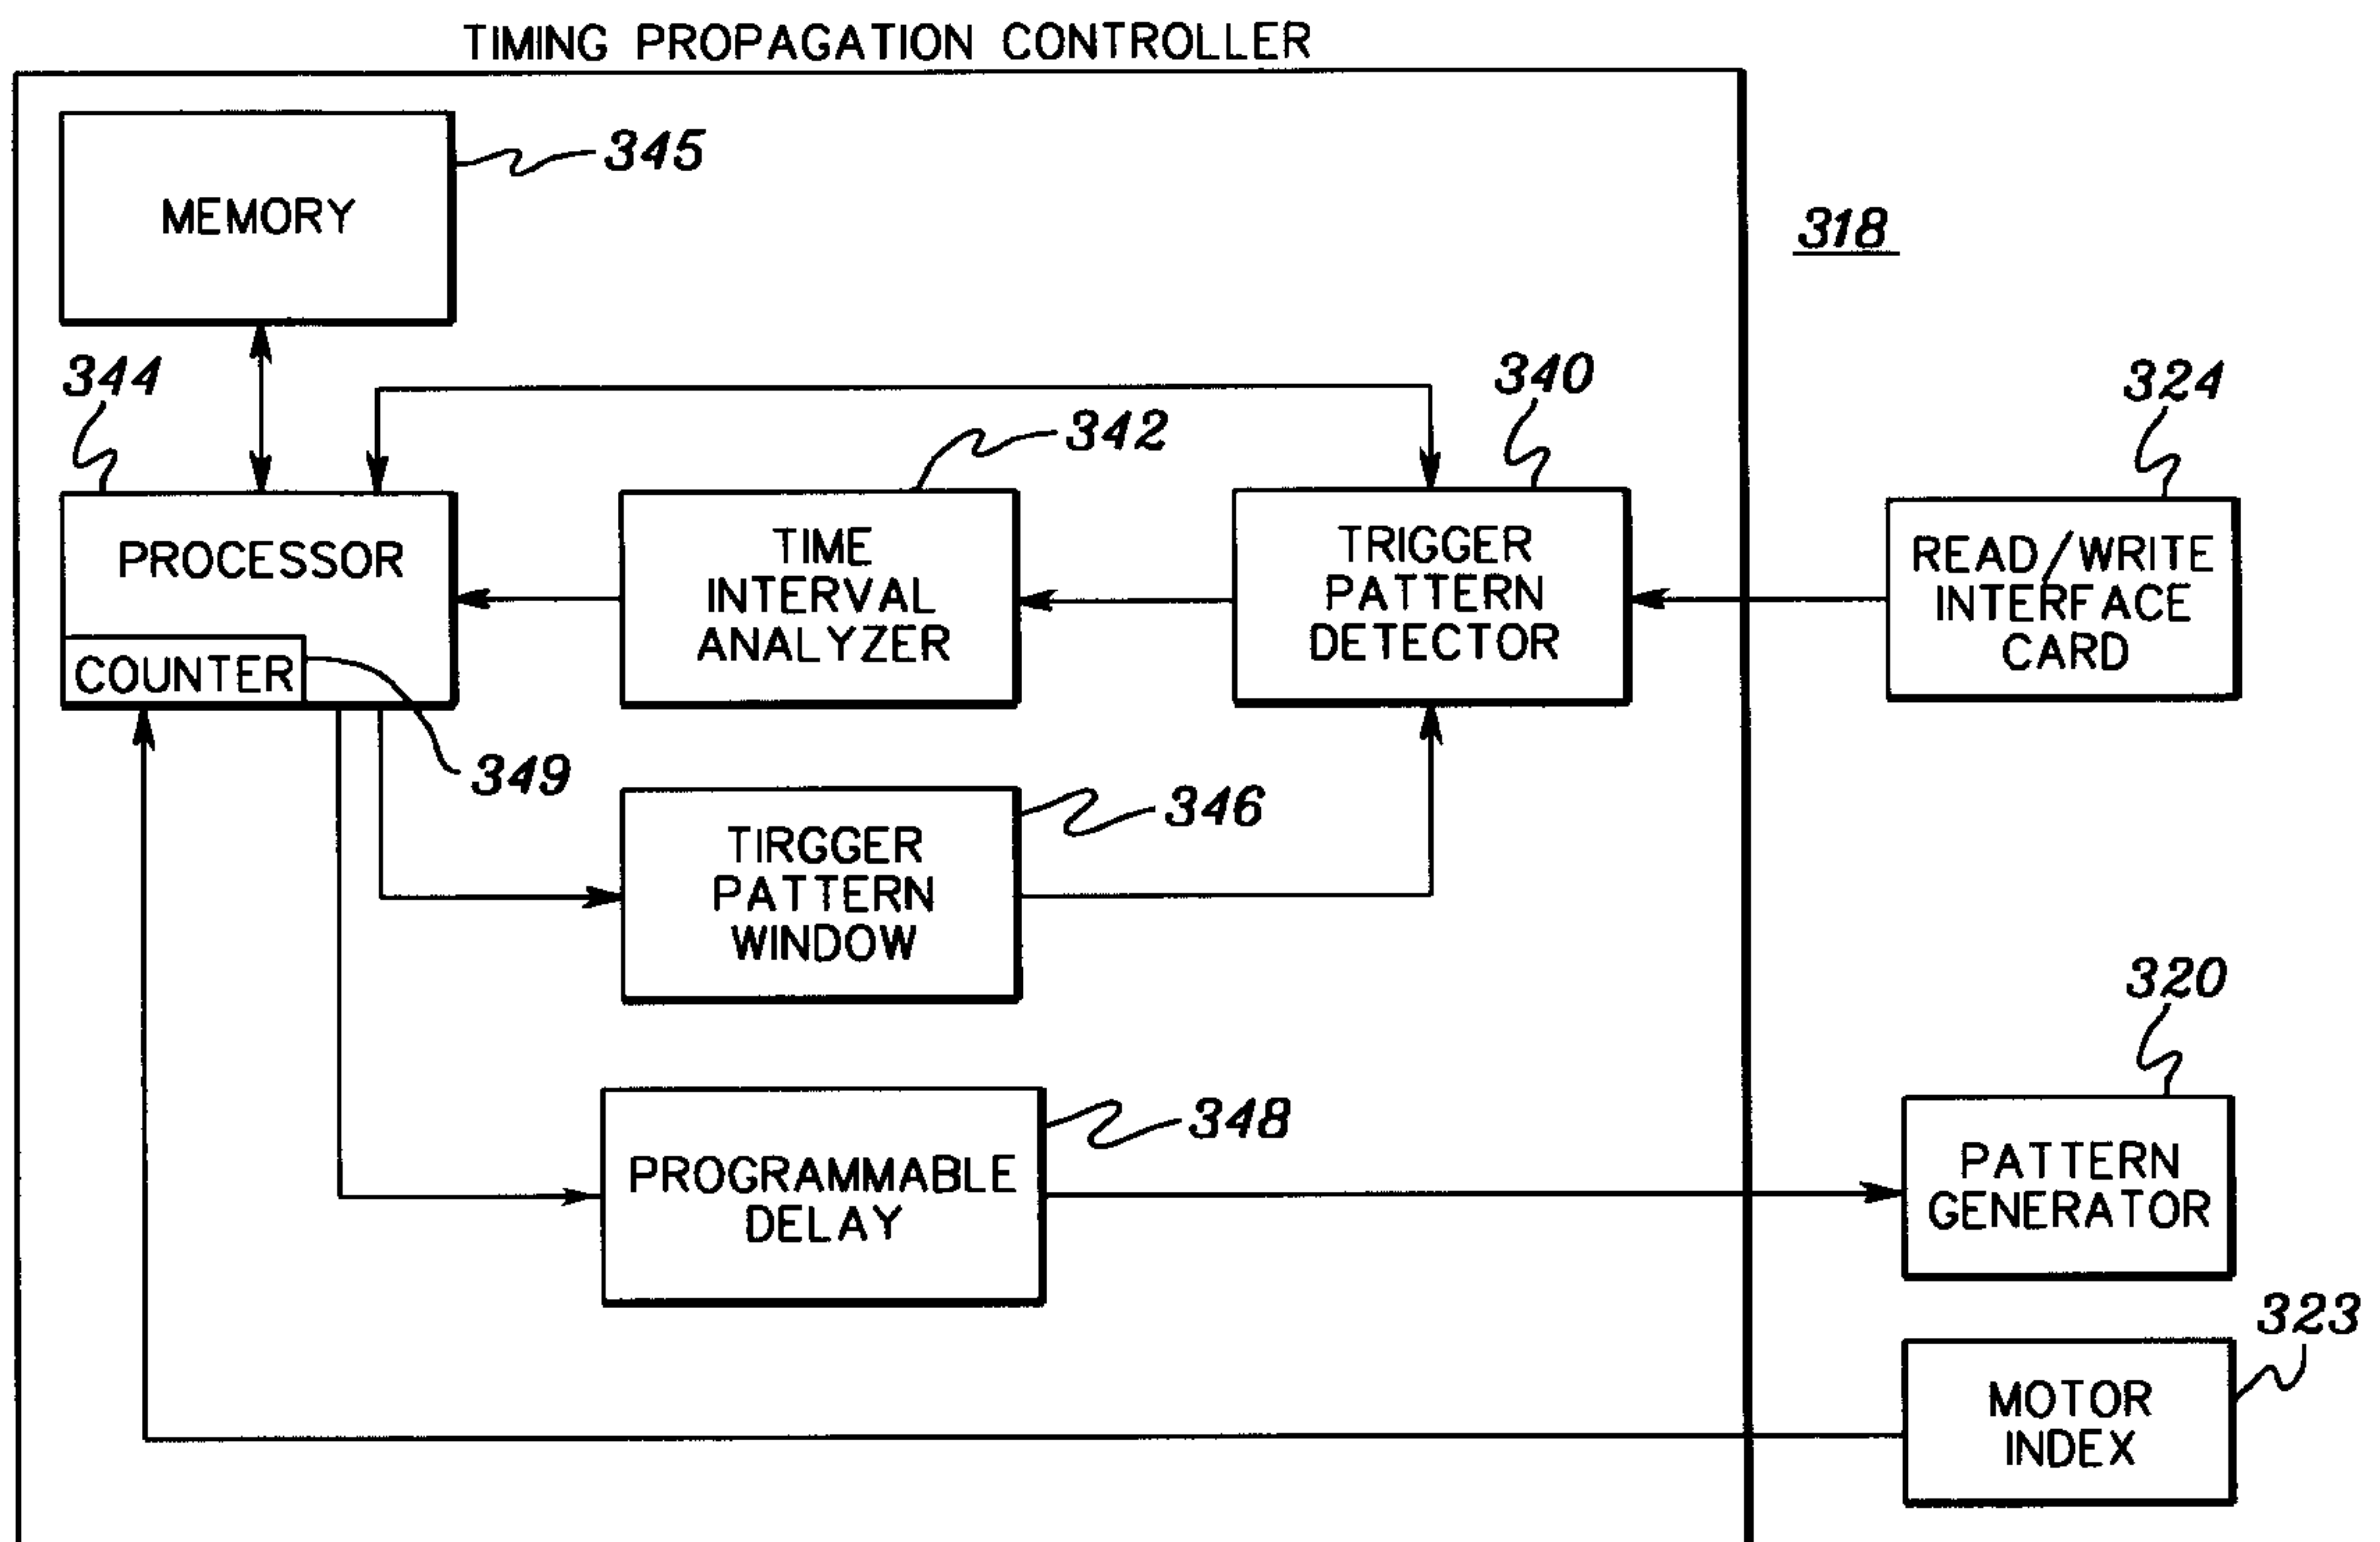 TIMING PROPAGATION CONTROLLER
MEMORY
345
318
344
340
324
342
PROCESSOR
COUNTER
TIME
INTERVAL
ANALYZER
TRIGGER
PATTERN
DETECTOR
READ/WRITE
INTERFACE
CARD
349
346
TIRGGER
PATTERN
WINDOW
320
348
PROGRAMMABLE
DELAY
PATTERN
GENERATOR
323
MOTOR
INDEX